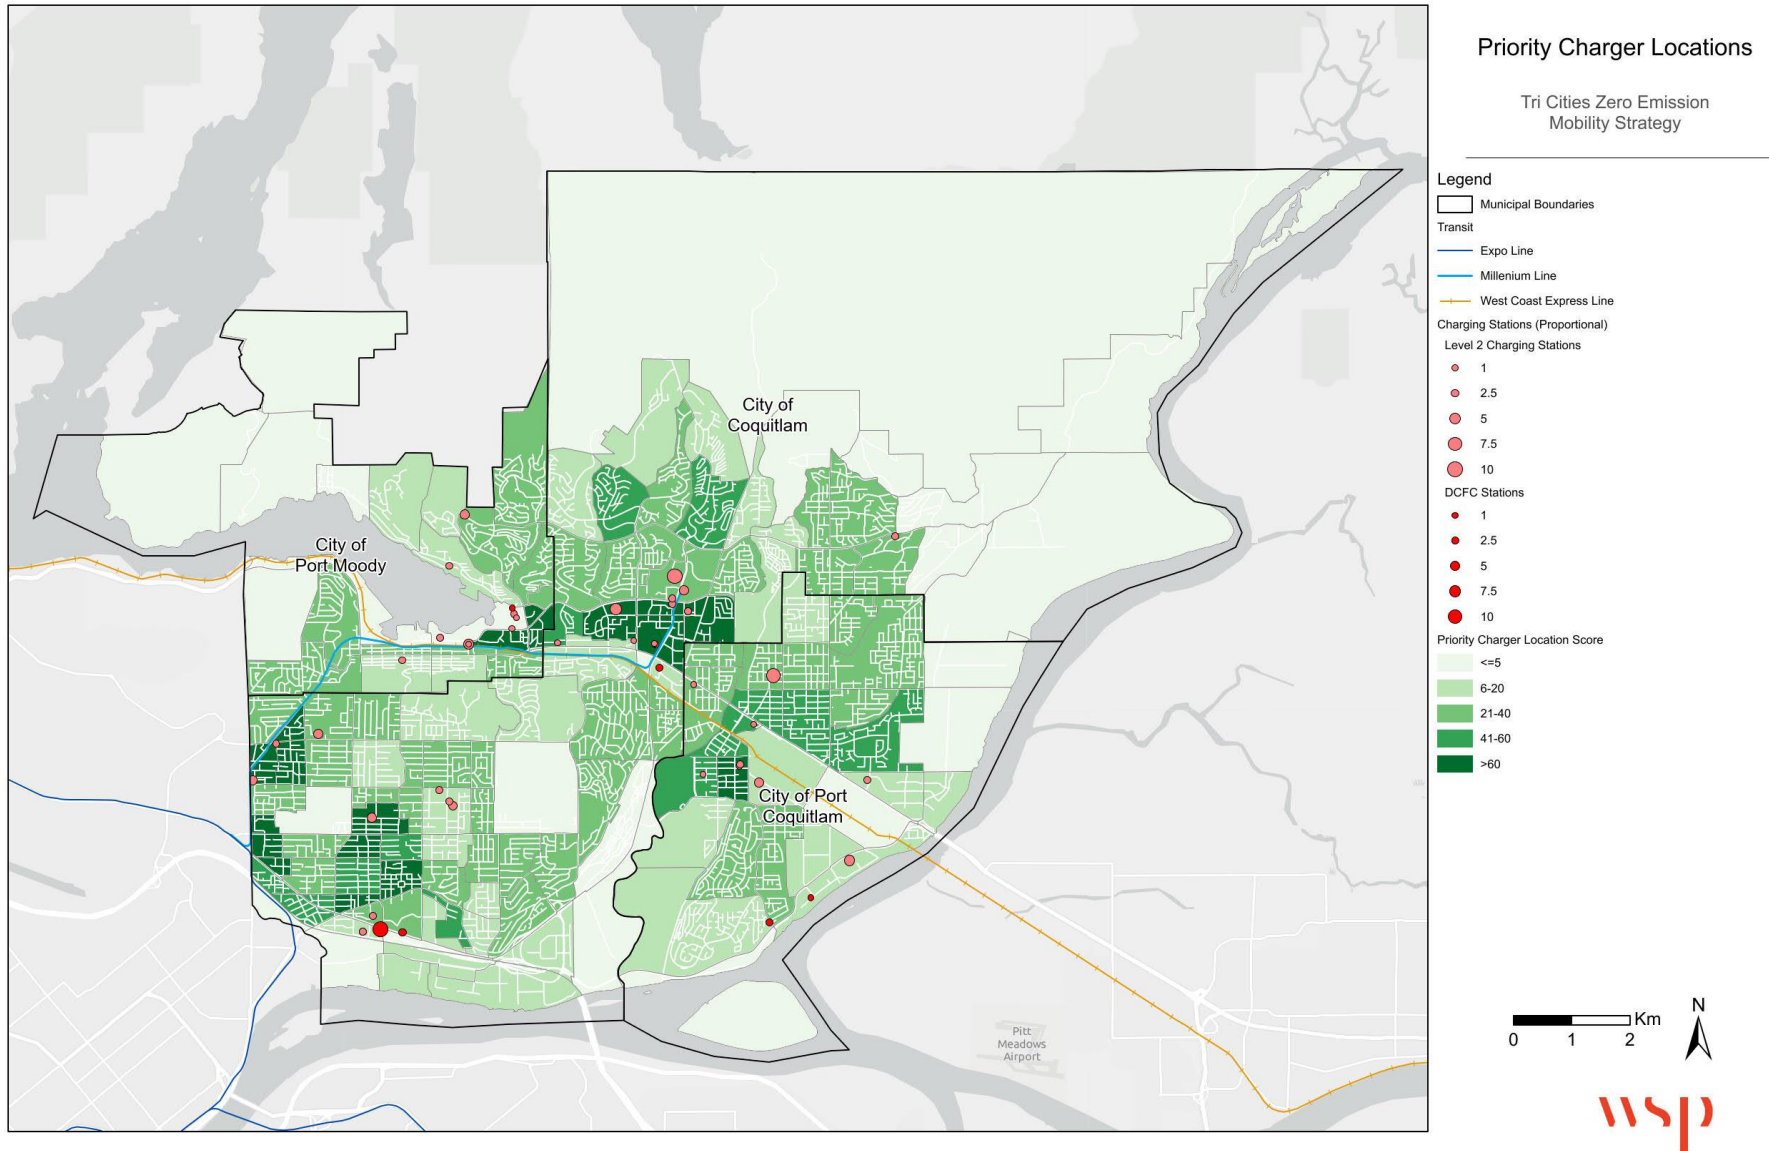 Priority Charger Locations
Tri Cities Zero Emission
Mobility Strategy
Legend
Municipal Boundaries
Transit
Expo Line
Millenium Line
West Coast Express Line
Charging Stations (Proportional)
Level 2 Charging Stations
1
2.5
5
7.5
10
DCFC Stations
1
2.5
5
7.5
10
Priority Charger Location Score
<=5
6-20
21-40
41-60
>60
City of
Coquitlam
City of
Port Moody
City of Port
Coquitlam
Pitt
Meadows
Airport
N
Km
0 1 2
wsp